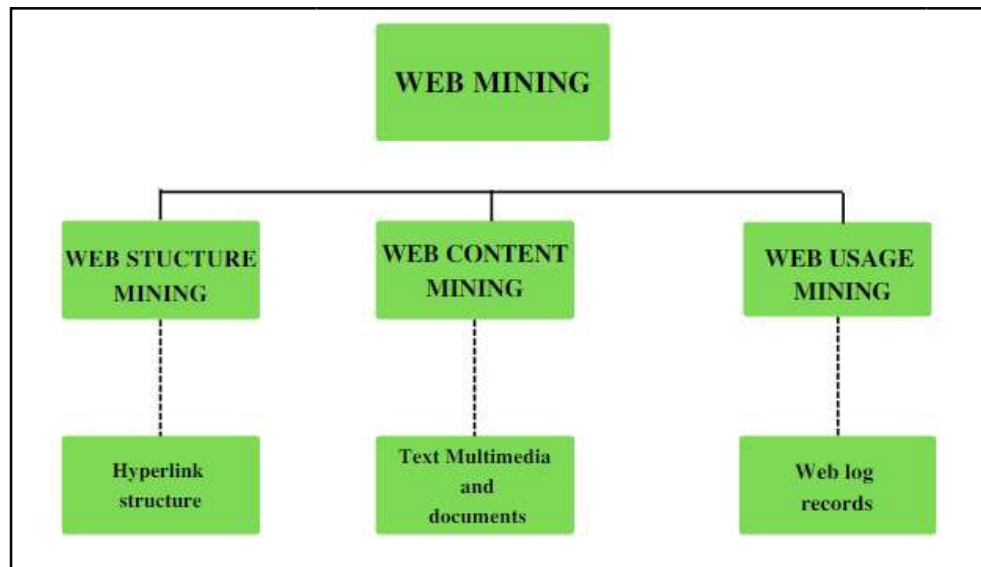 WEB MINING
WEB STUCTURE
MINING
WEB CONTENT
MINING
WEB USAGE
MINING
Hyperlink
structure
Text Multimedia
and
documents
Web log
records